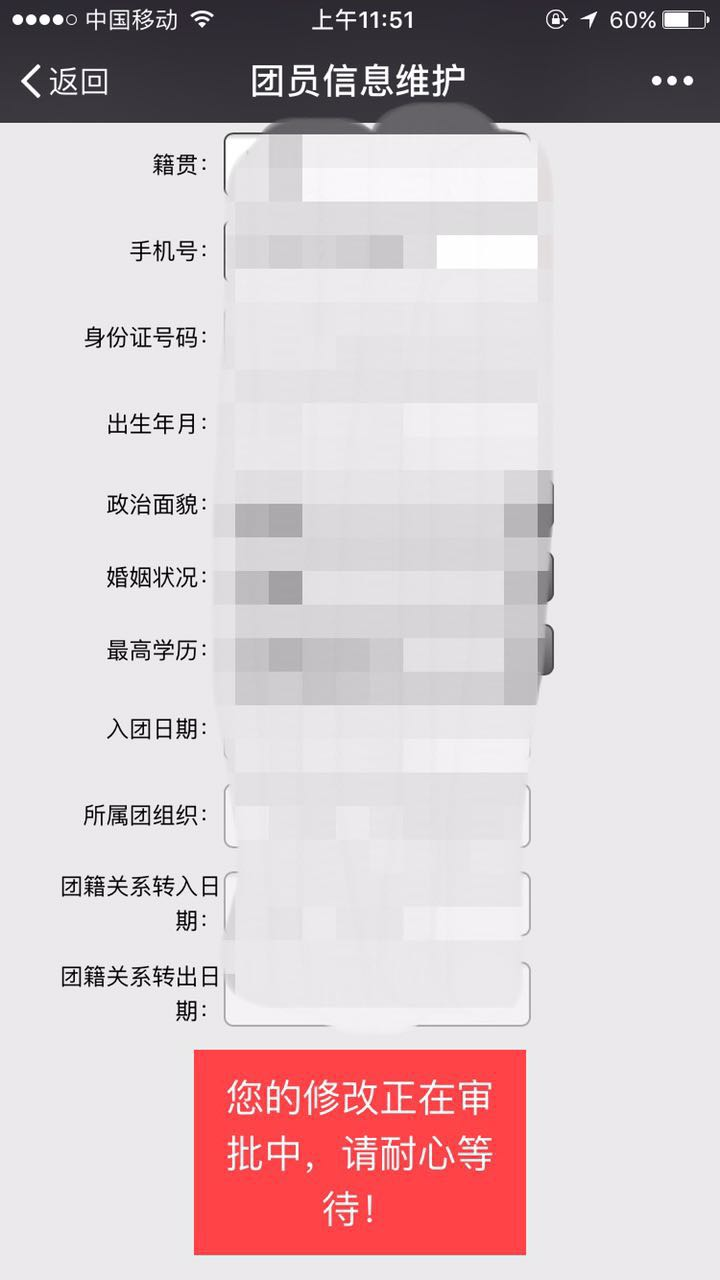 中国移动 上午11:51 60%
返回 团员信息维护
籍贯：
手机号：
身份证号码：
出生年月：
政治面貌：
婚姻状况：
最高学历：
入团日期：
所属团组织：
团籍关系转入日
期：
团籍关系转出日
期：
您的修改正在审
批中，请耐心等
待！